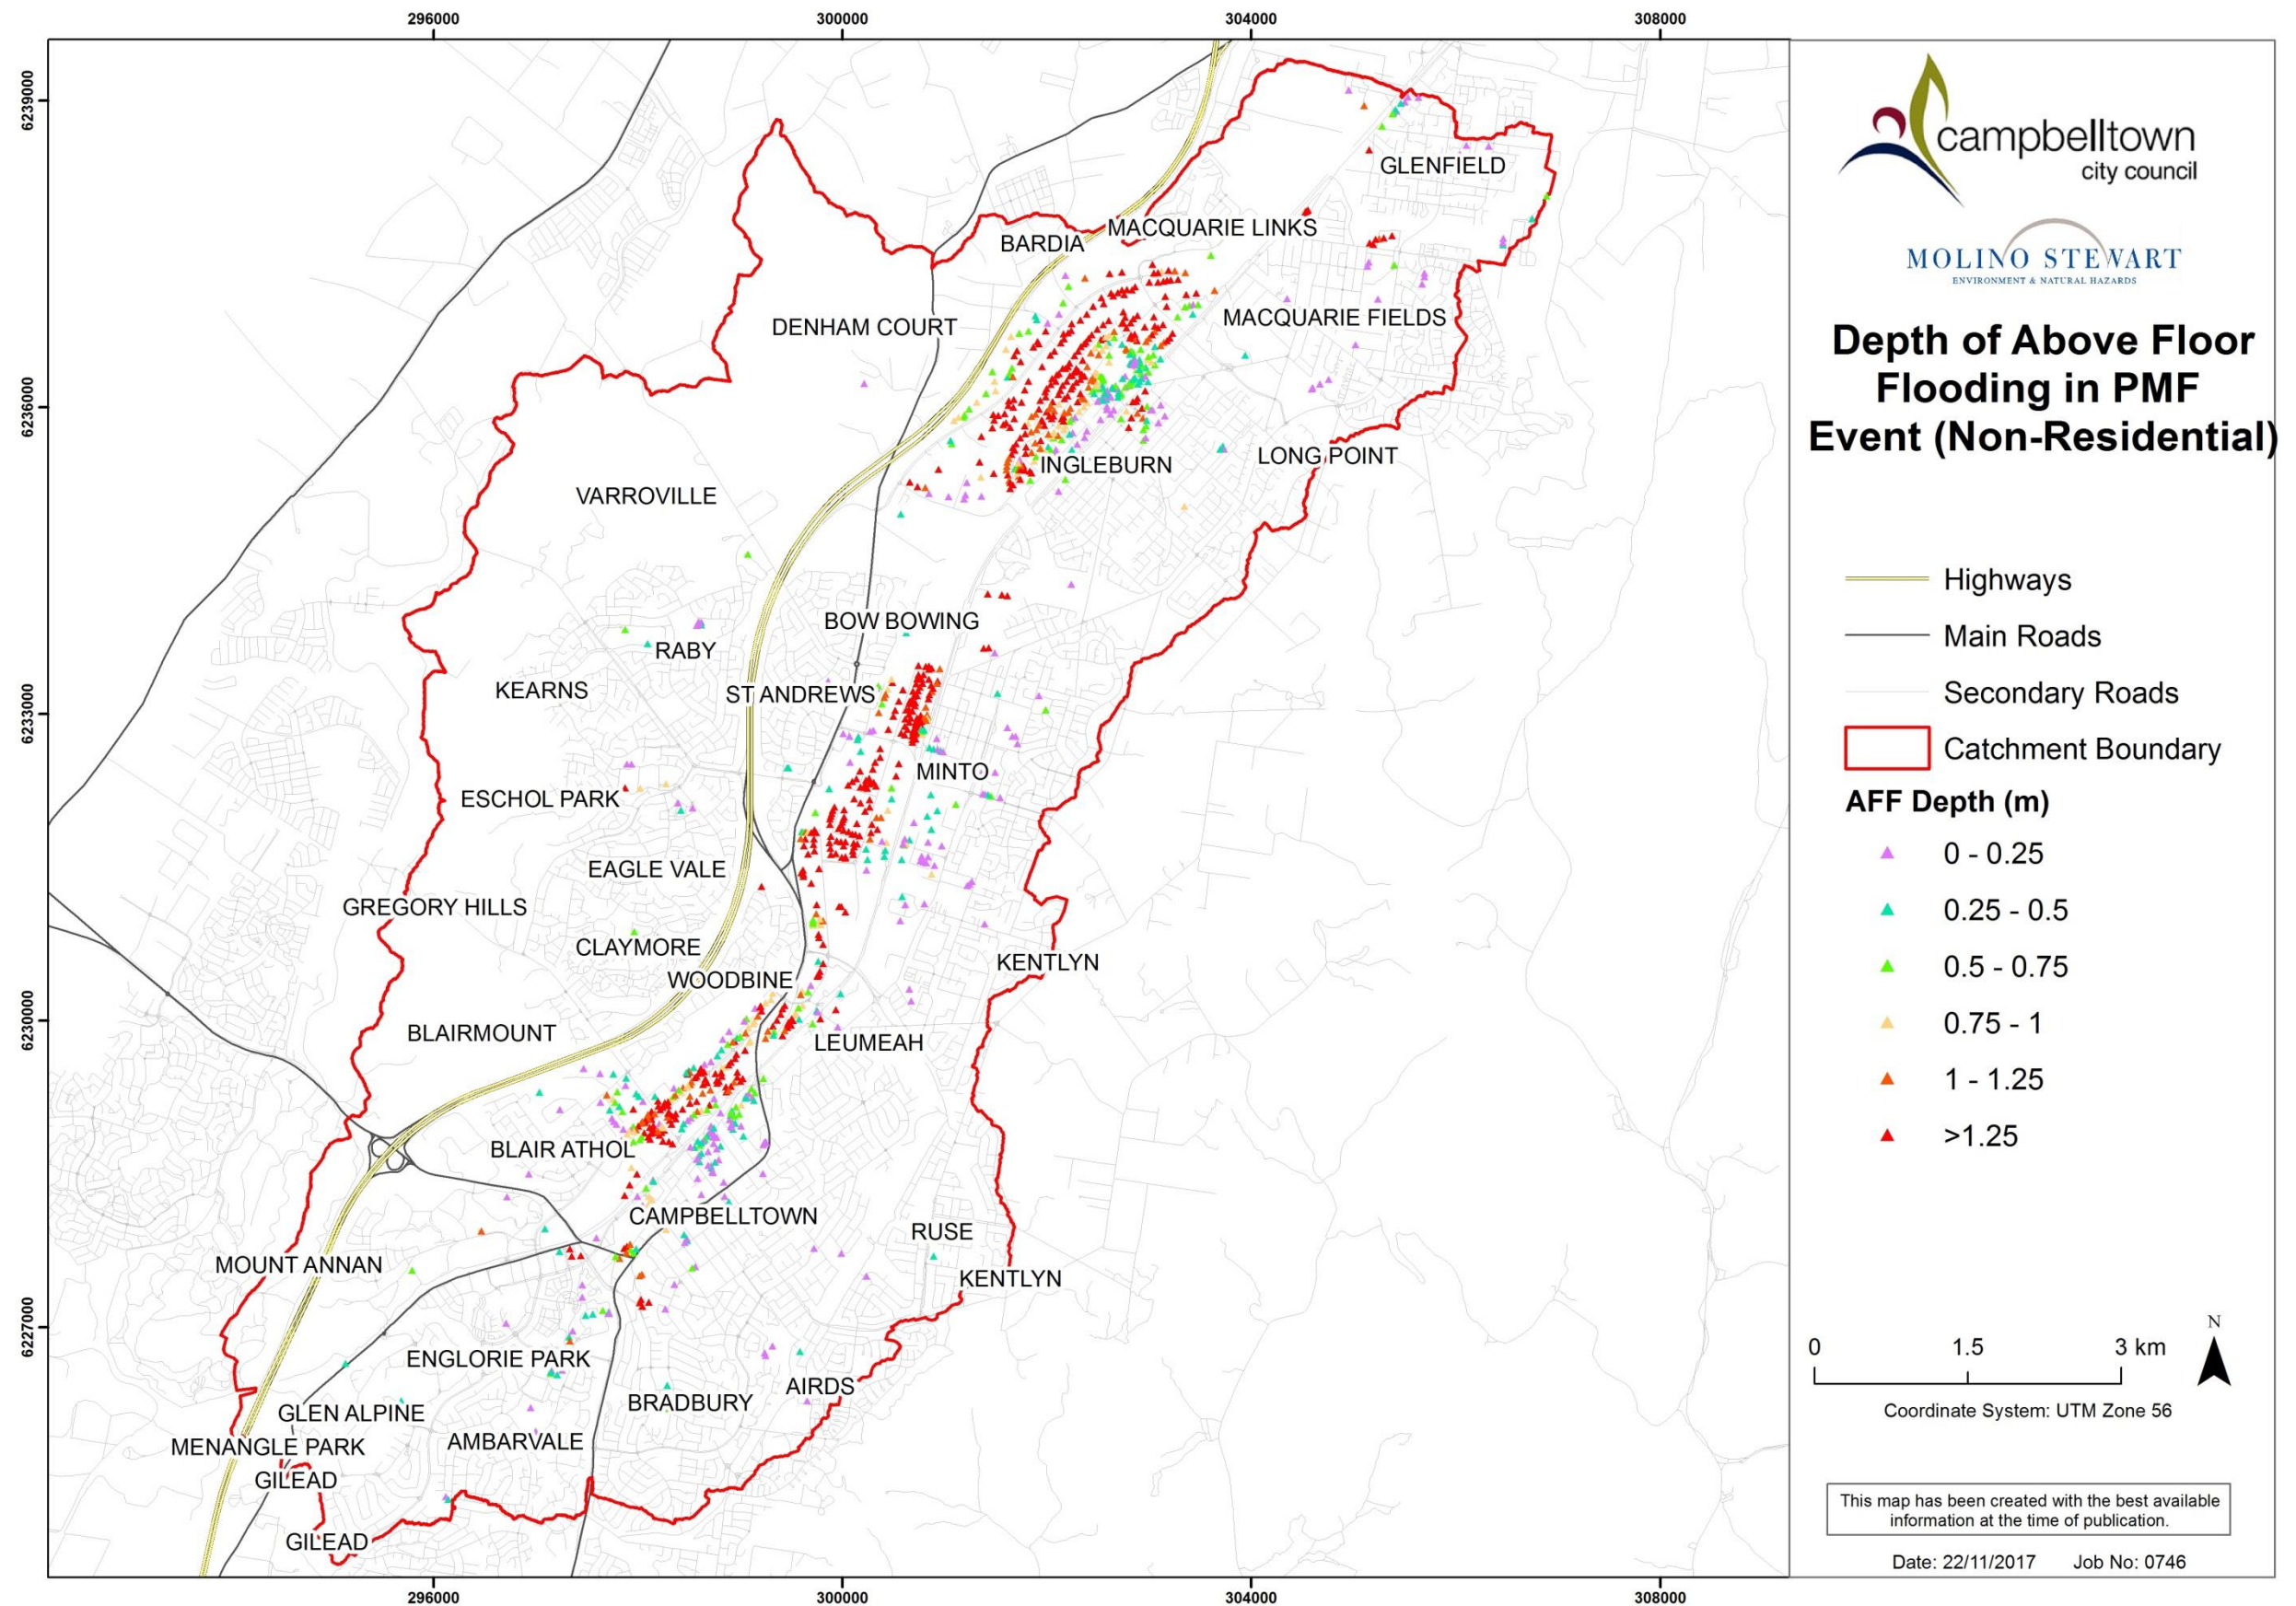 296000
300000
304000
308000
6239000
6236000
6233000
6230000
6227000
GLENFIELD
MACQUARIE LINKS
BARDIA
MACQUARIE FIELDS
DENHAM COURT
LONG POINT
INGLEBURN
VARROVILLE
BOW BOWING
RABY
KEARNS
ST ANDREWS
MINTO
ESCHOL PARK
EAGLE VALE
GREGORY HILLS
CLAYMORE
KENTLYN
WOODBINE
BLAIRMOUNT
LEUMEAH
BLAIR ATHOL
CAMPBELLTOWN
RUSE
MOUNT ANNAN
KENTLYN
ENGLORIE PARK
AIRDS
BRADBURY
GLEN ALPINE
AMBARVALE
MENANGLE PARK
GILEAD
GILEAD
296000
300000
304000
308000
campbelltown
city council
MOLINO STEWART
ENVIRONMENT & NATURAL HAZARDS
Depth of Above Floor
Flooding in PMF
Event (Non-Residential)
Highways
Main Roads
Secondary Roads
Catchment Boundary
AFF Depth (m)
0 - 0.25
0.25 - 0.5
0.5 - 0.75
0.75 - 1
1 - 1.25
>1.25
N
0 1.5 3 km
Coordinate System: UTM Zone 56
This map has been created with the best available
information at the time of publication.
Date: 22/11/2017 Job No: 0746